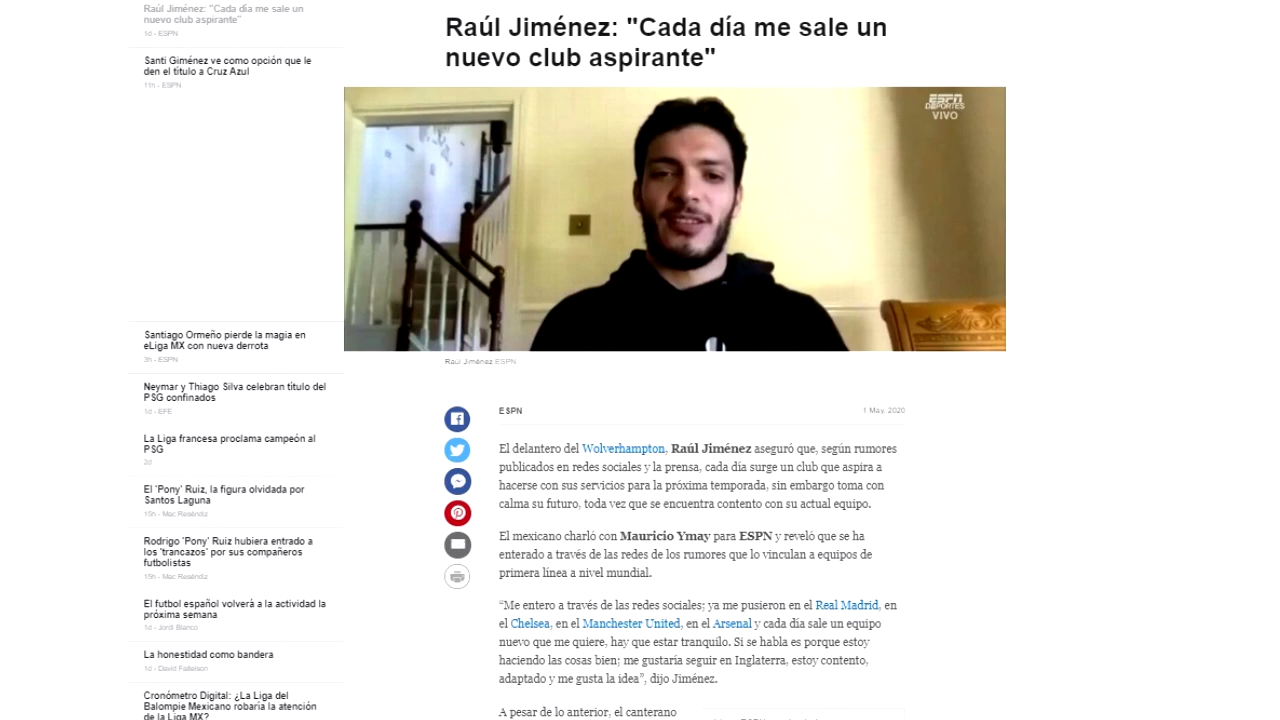 Raúl Jiménez: "Cada día me sale un
nuevo club aspirante"
1d - ESPN
Santi Giménez ve como opción que le
den el título a Cruz Azul
11h - ESPN
Santiago Ormeño pierde la magia en
eLiga MX con nueva derrota
3h - ESPN
Neymar y Thiago Silva celebran título del
PSG confinados
1d - EFE
La Liga francesa proclama campeón al
PSG
2d
El 'Pony' Ruiz, la figura olvidada por
Santos Laguna
15h - Mac Reséndiz
Rodrigo 'Pony' Ruiz hubiera entrado a
los 'trancazos' por sus compañeros
futbolistas
15h - Mac Reséndiz
El futbol español volverá a la actividad la
próxima semana
1d - Jordi Blanco
La honestidad como bandera
1d - David Faitelson
Cronómetro Digital: ¿La Liga del
Balompie Mexicano robaría la atención
de la Liga MX?
Raúl Jiménez: "Cada día me sale un
nuevo club aspirante"
ESPN
DEPORTES
VIVO
Raúl Jiménez ESPN
ESPN
1 May, 2020
El delantero del Wolverhampton, Raúl Jiménez aseguró que, según rumores
publicados en redes sociales y la prensa, cada día surge un club que aspira a
hacerse con sus servicios para la próxima temporada, sin embargo toma con
calma su futuro, toda vez que se encuentra contento con su actual equipo.
El mexicano charló con Mauricio Ymay para ESPN y reveló que se ha
enterado a través de las redes de los rumores que lo vinculan a equipos de
primera línea a nivel mundial.
“Me entero a través de las redes sociales; ya me pusieron en el Real Madrid, en
el Chelsea, en el Manchester United, en el Arsenal y cada día sale un equipo
nuevo que me quiere, hay que estar tranquilo. Si se habla es porque estoy
haciendo las cosas bien; me gustaría seguir en Inglaterra, estoy contento,
adaptado y me gusta la idea”, dijo Jiménez.
A pesar de lo anterior, el canterano